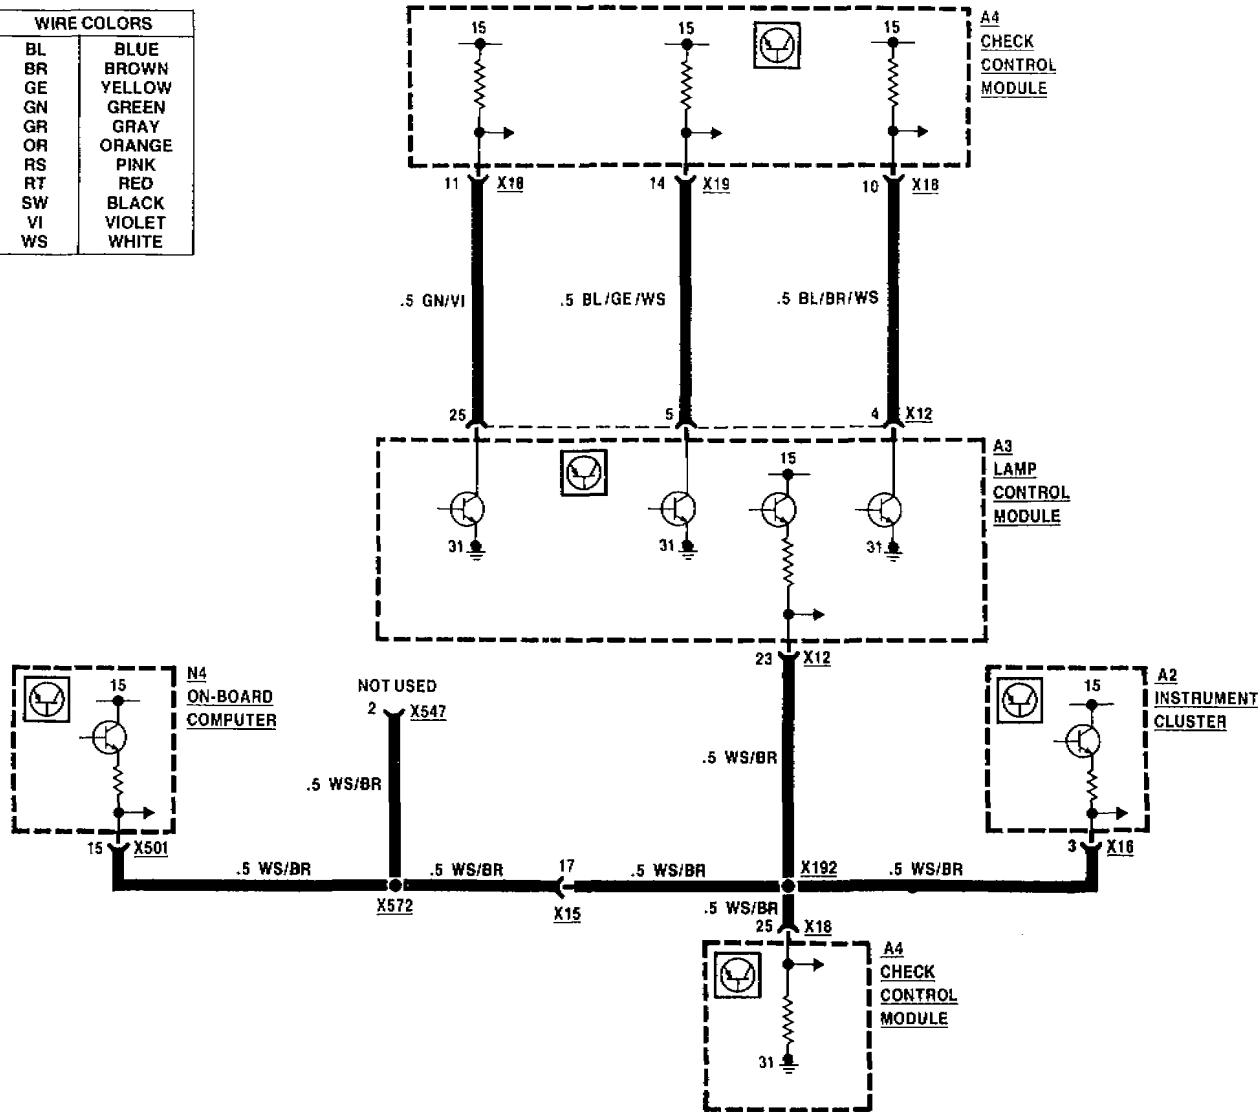 WIRE COLORS
BL BLUE
BR BROWN
GE YELLOW
GN GREEN
GR GRAY
OR ORANGE
RS PINK
RT RED
SW BLACK
VI VIOLET
WS WHITE
15
15
15
A4
CHECK
CONTROL
MODULE
11 X18
14 X19
10 X18
.5 GN/VI
.5 BL/GE/WS
.5 BL/BR/WS
25
5
4 X12
A3
LAMP
CONTROL
MODULE
15
31
31
31
23 X12
N4
ON-BOARD
COMPUTER
15
NOT USED
2 X547
A2
INSTRUMENT
CLUSTER
15
.5 WS/BR
.5 WS/BR
15 X501
3 X16
.5 WS/BR
.5 WS/BR
17
.5 WS/BR
X192
.5 WS/BR
X572
X15
.5 WS/BR
25 X18
A4
CHECK
CONTROL
MODULE
31